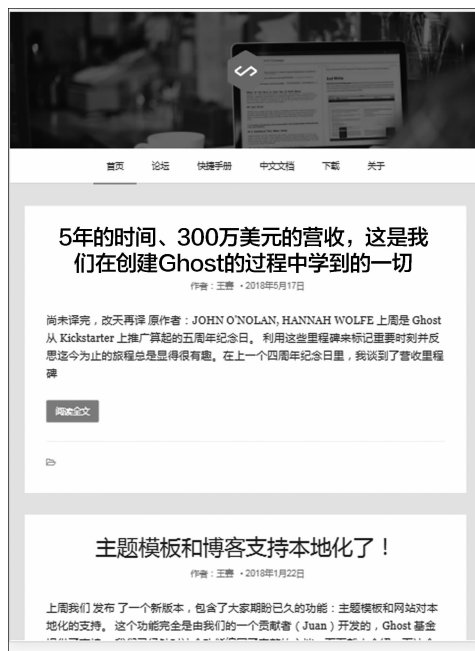 首页 论坛 快捷手册 中文文档 下载 关于
5年的时间、300万美元的营收，这是我
们在创建Ghost的过程中学到的一切
作者：王赛 • 2018年5月17日
尚未译完，改天再译 原作者：JOHN O'NOLAN, HANNAH WOLFE 上周是 Ghost
从 Kickstarter 上推广算起的五周年纪念日。 利用这些里程碑来标记重要时刻并反
思迄今为止的旅程总是显得很有趣。在上一个四周年纪念日里，我谈到了营收里程
碑
阅读全文
主题模板和博客支持本地化了！
作者：王赛 • 2018年1月22日
上周我们 发布 了一个新版本，包含了大家期盼已久的功能：主题模板和网站对本
地化的支持。 这个功能完全是由我们的一个贡献者（Juan）开发的，Ghost 基金